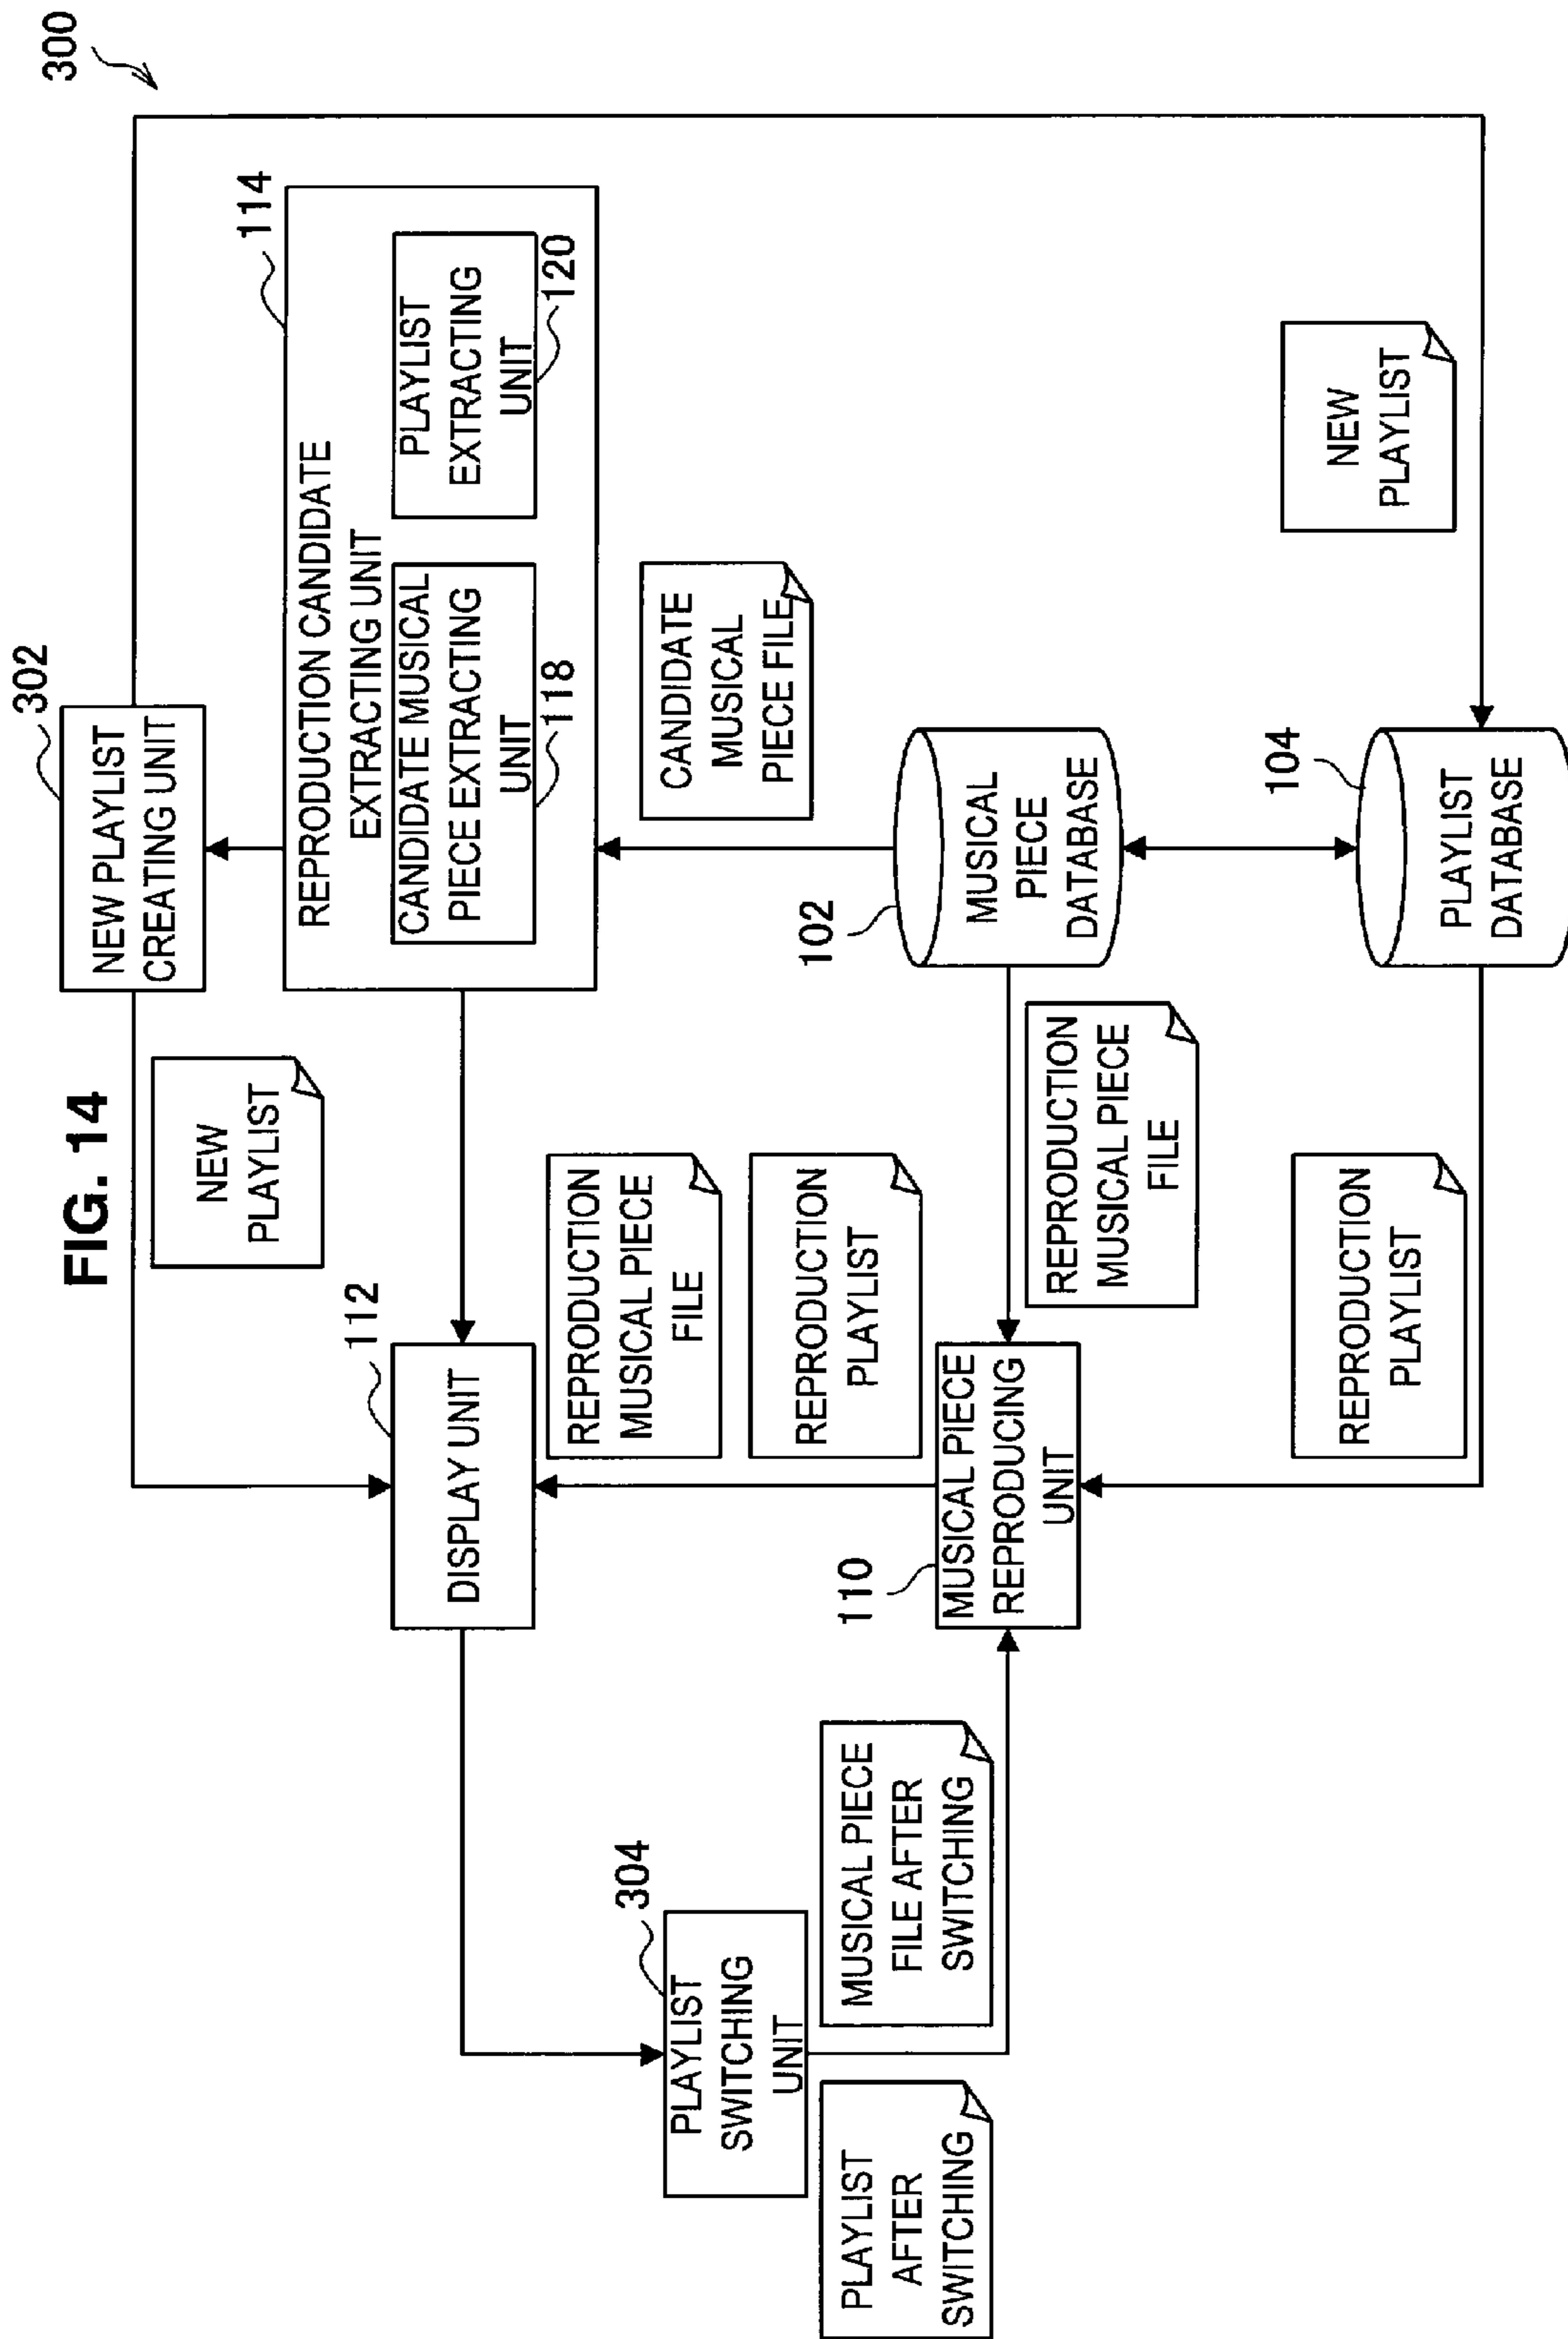 FIG. 14
300
302
NEW PLAYLIST
CREATING UNIT
NEW
PLAYLIST
114
REPRODUCTION CANDIDATE
EXTRACTING UNIT
CANDIDATE MUSICAL
PIECE EXTRACTING
UNIT
118
PLAYLIST
EXTRACTING
UNIT
120
112
DISPLAY UNIT
REPRODUCTION
MUSICAL PIECE
FILE
REPRODUCTION
PLAYLIST
CANDIDATE
MUSICAL
PIECE FILE
304
PLAYLIST
SWITCHING
UNIT
PLAYLIST
AFTER
SWITCHING
MUSICAL PIECE
FILE AFTER
SWITCHING
110
MUSICAL PIECE
REPRODUCING
UNIT
REPRODUCTION
MUSICAL PIECE
FILE
102
MUSICAL
PIECE
DATABASE
REPRODUCTION
PLAYLIST
104
PLAYLIST
DATABASE
NEW
PLAYLIST